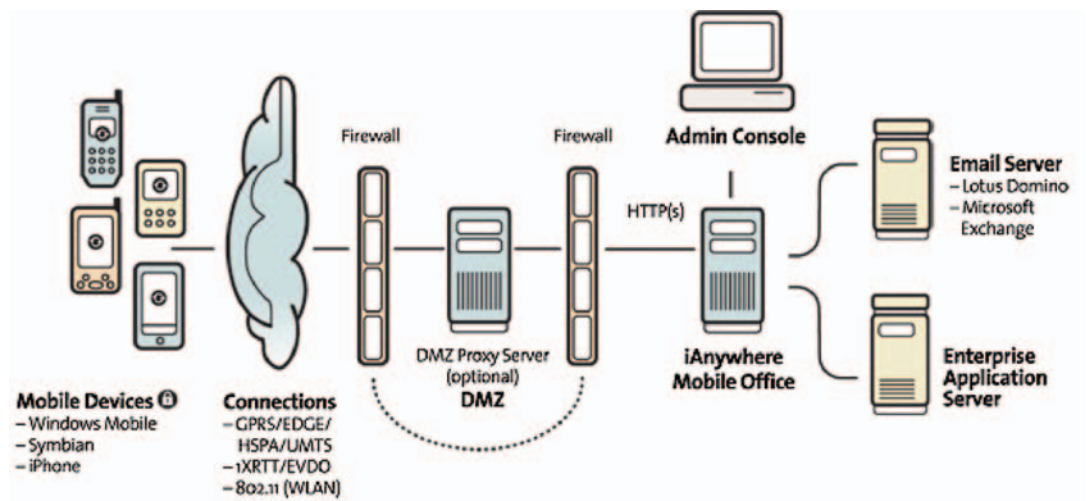 Firewall
Firewall
Admin Console
Email Server
– Lotus Domino
– Microsoft
Exchange
HTTP(s)
DMZ Proxy Server
(optional)
DMZ
iAnywhere
Mobile Office
Enterprise
Application
Server
Mobile Devices
– Windows Mobile
– Symbian
– iPhone
Connections
– GPRS/EDGE/
HSPA/UMTS
– 1XRTT/EVDO
– 802.11 (WLAN)